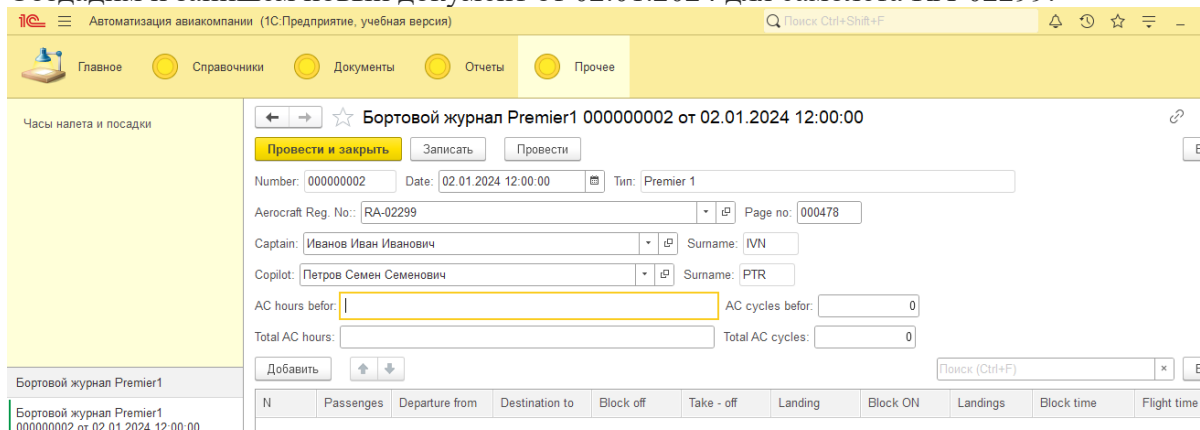 Автоматизация авиакомпании (1С:Предприятие, учебная версия) Поиск Ctrl+Shift+F
Главное Справочники Документы Отчеты Прочее
Часы налета и посадки
Бортовой журнал Premier1 000000002 от 02.01.2024 12:00:00
Провести и закрыть Записать Провести
Number: 000000002 Date: 02.01.2024 12:00:00 Тип: Premier 1
Aerocraft Reg. No:: RA-02299 Page no: 000478
Captain: Иванов Иван Иванович Surname: IVN
Copilot: Петров Семен Семенович Surname: PTR
AC hours befor: AC cycles befor: 0
Total AC hours: Total AC cycles: 0
Добавить Поиск (Ctrl+F)
N Passenges Departure from Destination to Block off Take - off Landing Block ON Landings Block time Flight time
Бортовой журнал Premier1
Бортовой журнал Premier1
000000002 от 02.01.2024 12:00:00